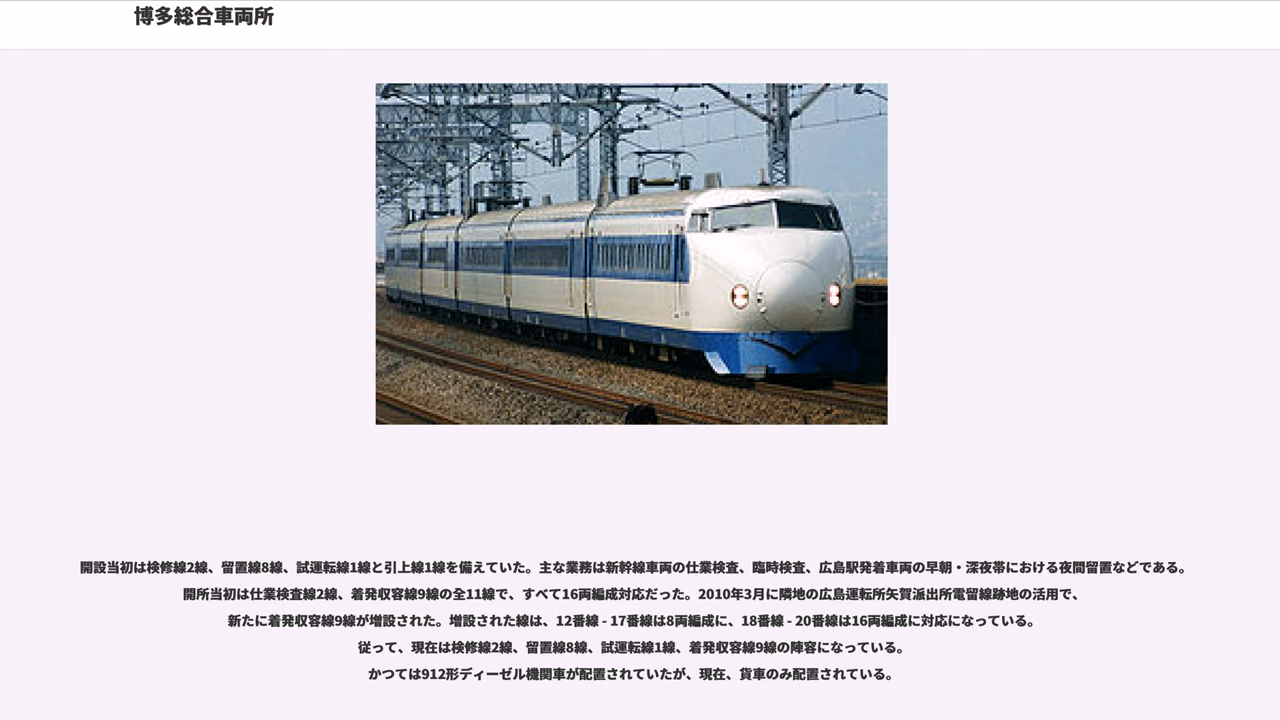 博多総合車両所
開設当初は検修線2線、留置線8線、試運転線1線と引上線1線を備えていた。主な業務は新幹線車両の仕業検査、臨時検査、広島駅発着車両の早朝・深夜帯における夜間留置などである。
開所当初は仕業検査線2線、着発収容線9線の全11線で、すべて16両編成対応だった。2010年3月に隣地の広島運転所矢賀派出所電留線跡地の活用で、
新たに着発収容線9線が増設された。増設された線は、12番線 - 17番線は8両編成に、18番線 - 20番線は16両編成に対応になっている。
従って、現在は検修線2線、留置線8線、試運転線1線、着発収容線9線の陣容になっている。
かつては912形ディーゼル機関車が配置されていたが、現在、貨車のみ配置されている。